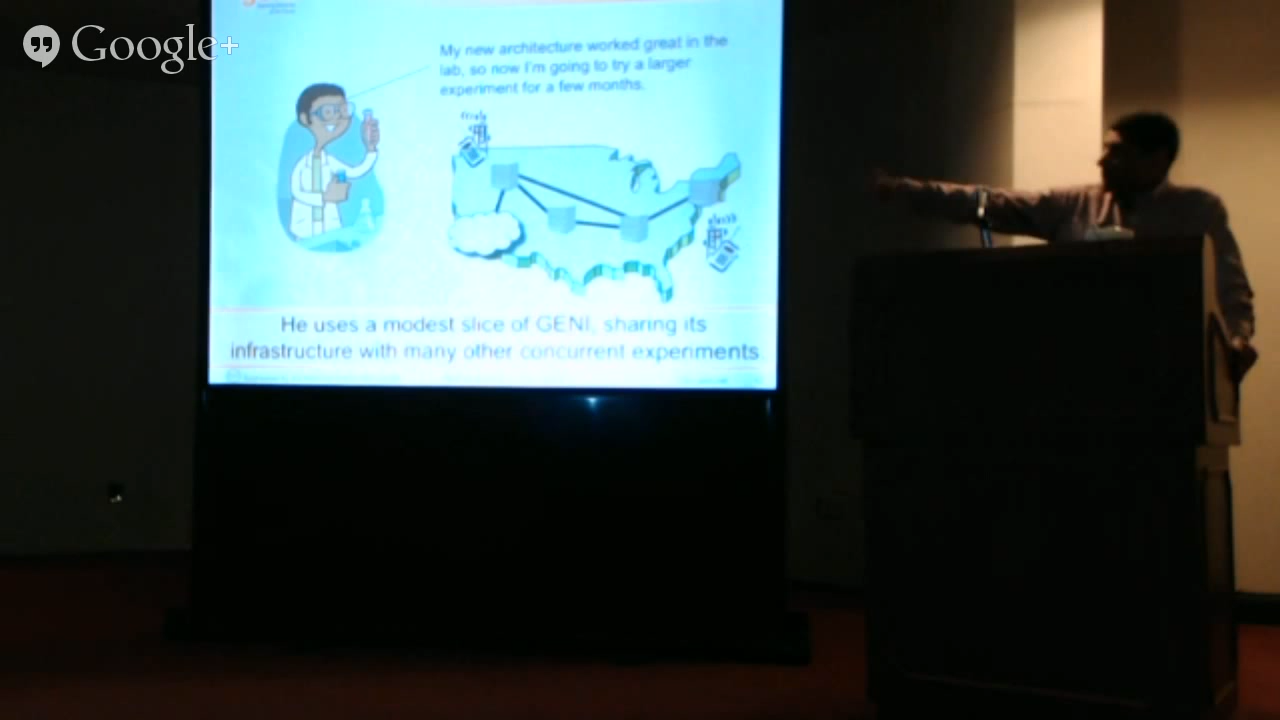 Google+
My new architecture worked great in the
lab, so now I'm going to try a larger
experiment for a few months.
He uses a modest slice of GENI, sharing its
infrastructure with many other concurrent experiments